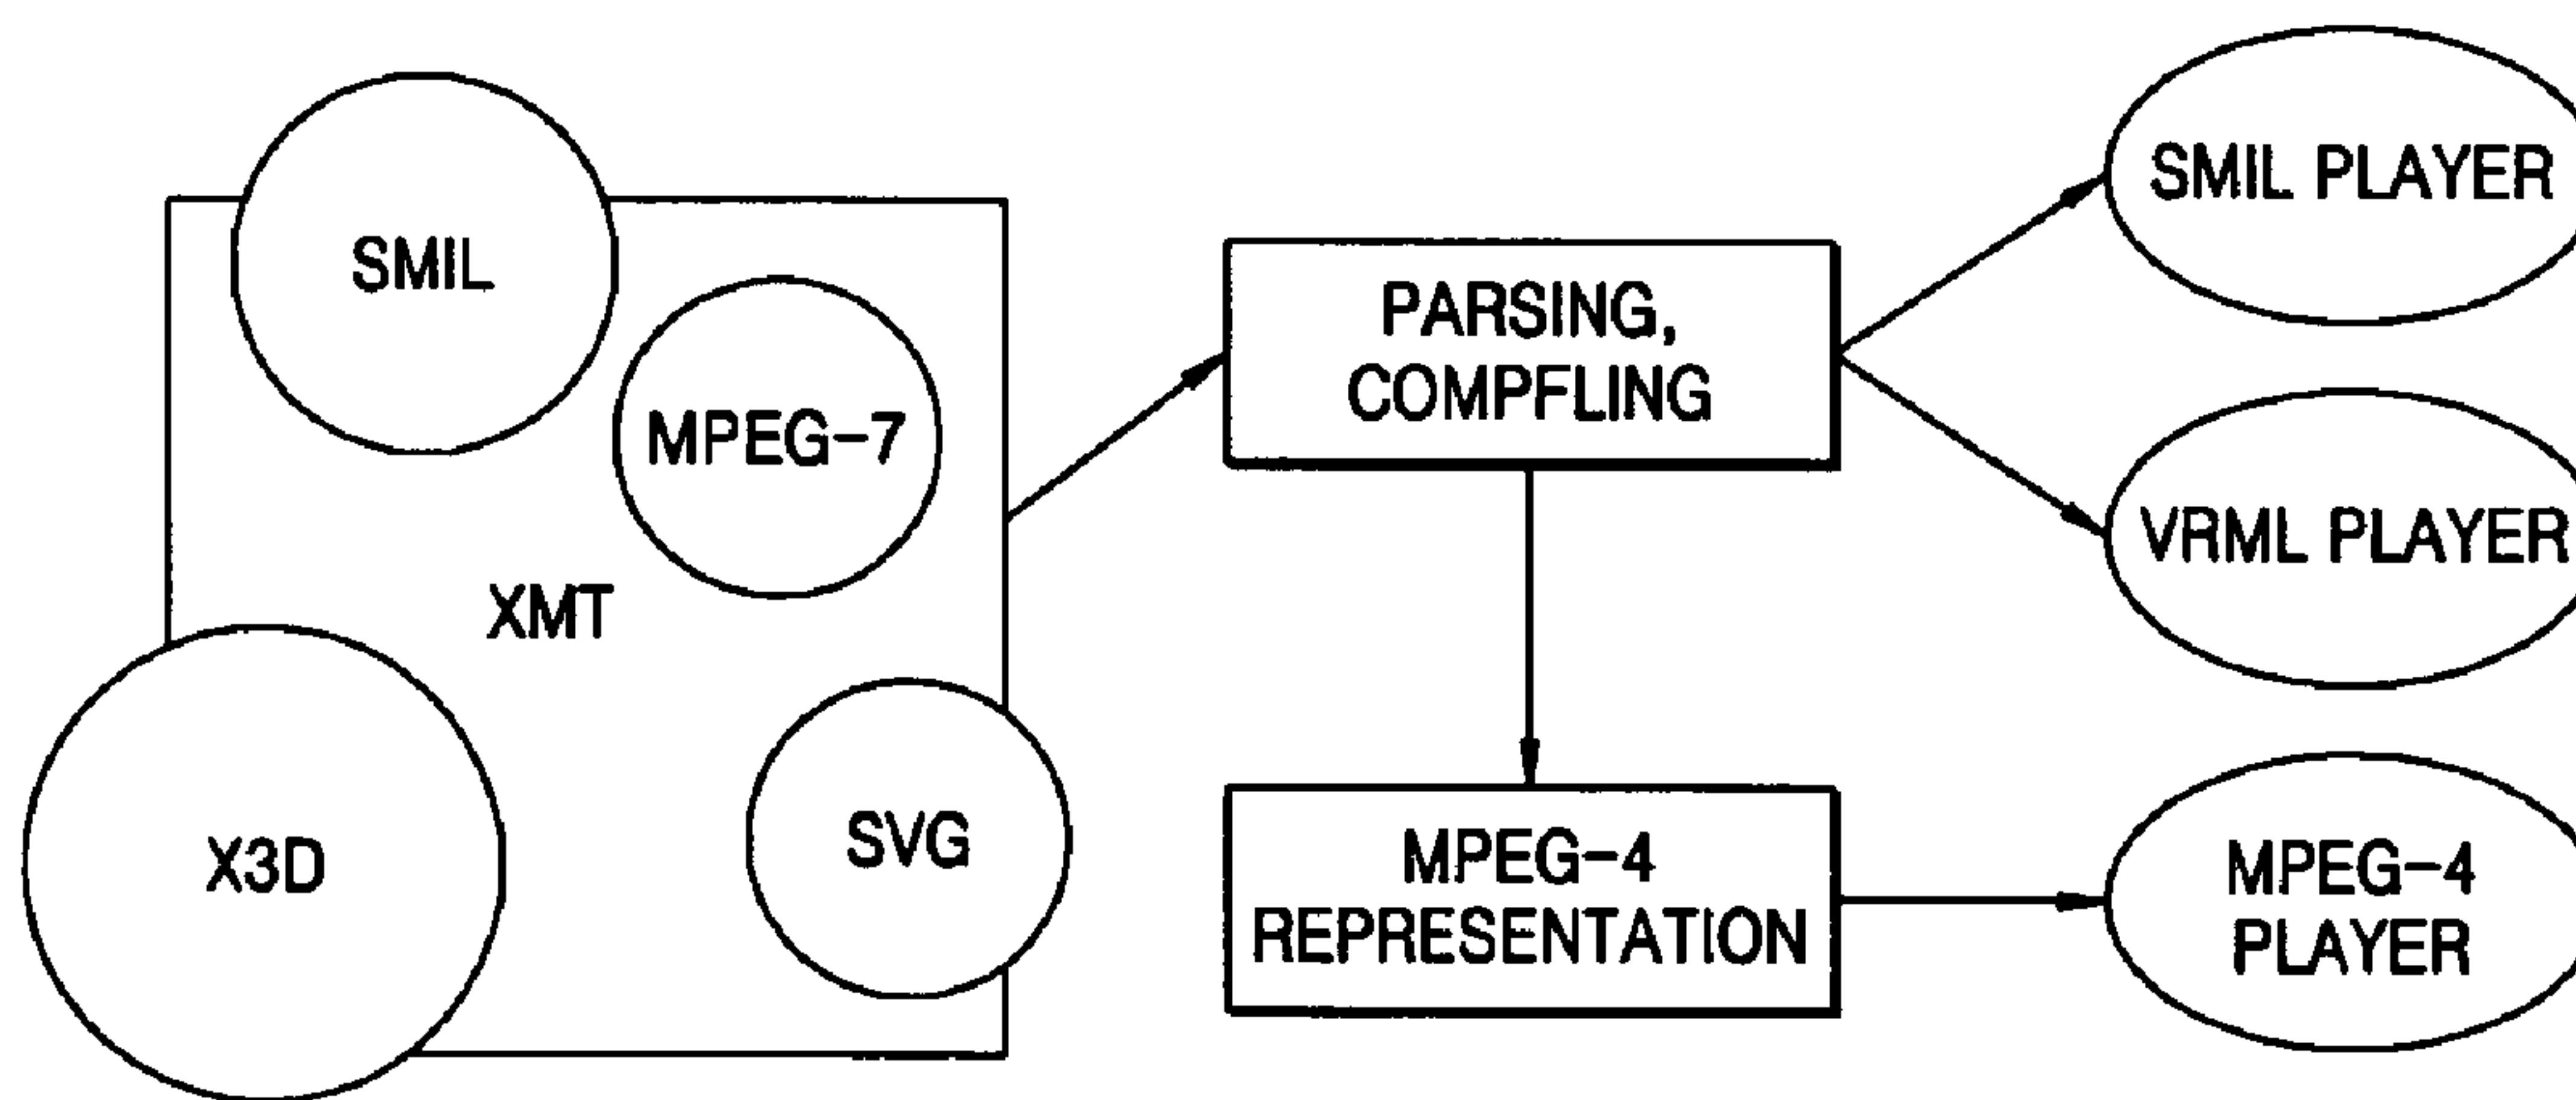 SMIL
MPEG-7
XMT
X3D
SVG
PARSING,
COMPFLING
MPEG-4
REPRESENTATION
SMIL PLAYER
VRML PLAYER
MPEG-4
PLAYER